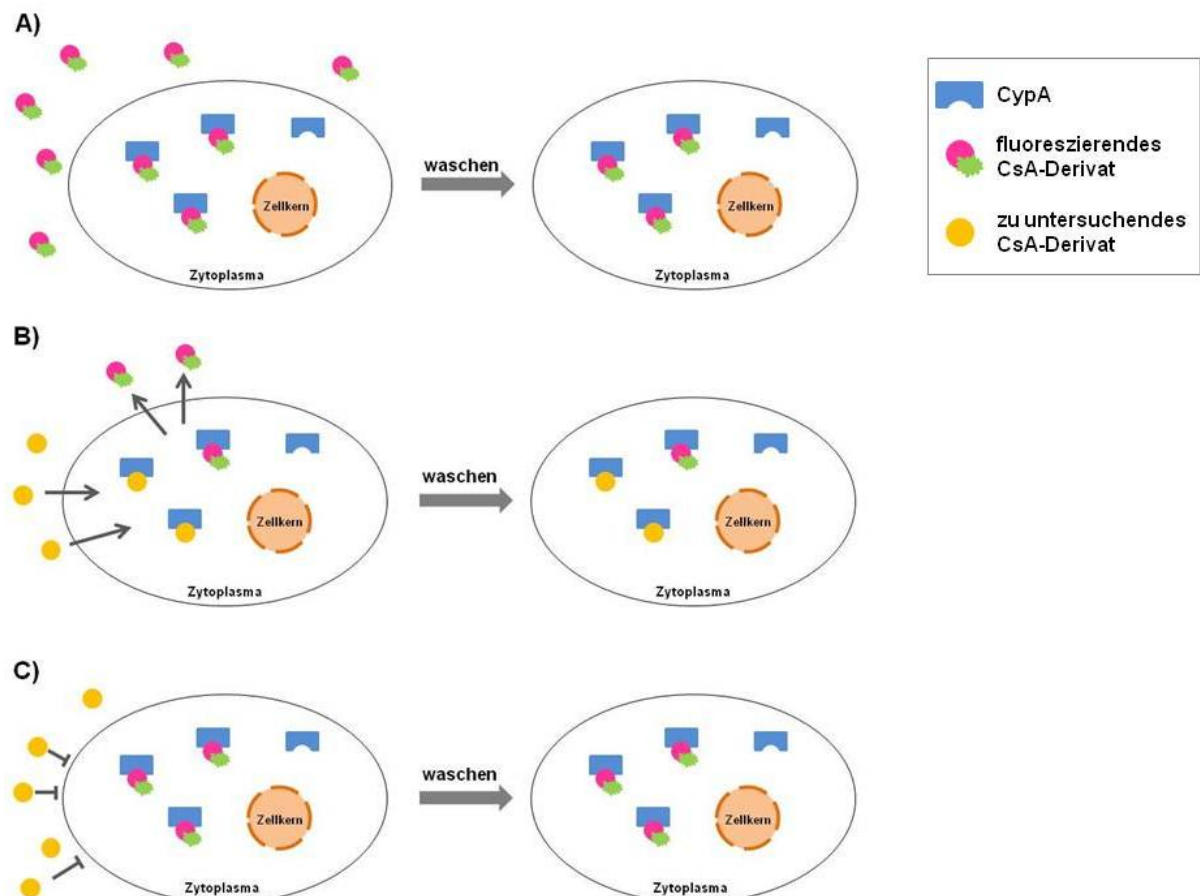 A)
waschen
Zellkern
Zytoplasma
Zellkern
Zytoplasma
CypA
fluoreszierendes
CsA-Derivat
zu untersuchendes
CsA-Derivat
B)
waschen
Zellkern
Zytoplasma
Zellkern
Zytoplasma
C)
waschen
Zellkern
Zytoplasma
Zellkern
Zytoplasma